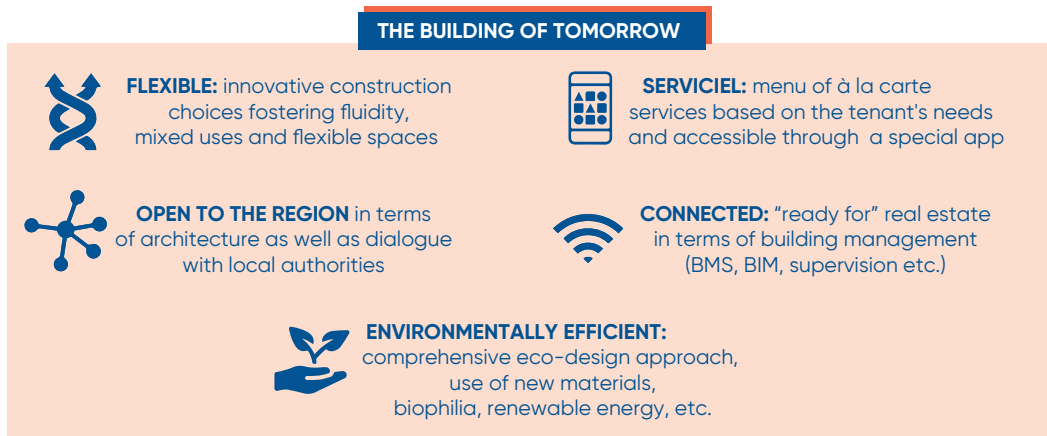 THE BUILDING OF TOMORROW
FLEXIBLE: innovative construction
choices fostering fluidity,
mixed uses and flexible spaces
SERVICIEL: menu of à la carte
services based on the tenant's needs
and accessible through a special app
OPEN TO THE REGION in terms
of architecture as well as dialogue
with local authorities
CONNECTED: “ready for” real estate
in terms of building management
(BMS, BIM, supervision etc.)
ENVIRONMENTALLY EFFICIENT:
comprehensive eco-design approach,
use of new materials,
biophilia, renewable energy, etc.